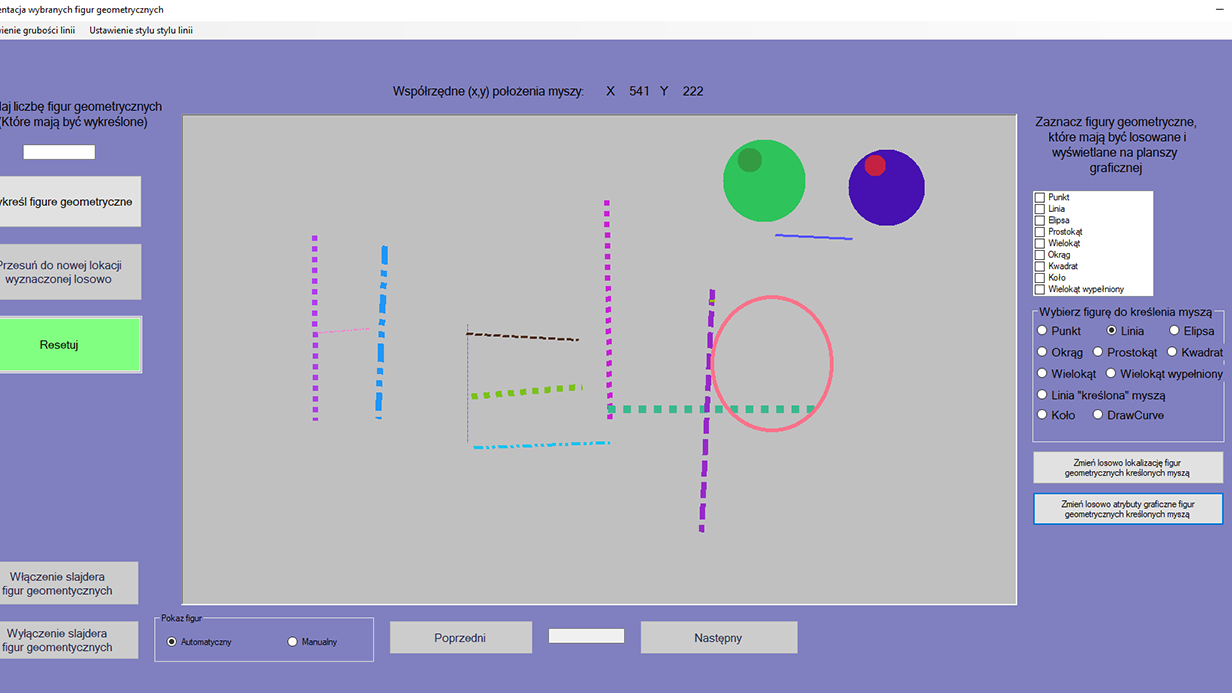 entacja wybranych figur geometrycznych
ienie grubości linii Ustawienie stylu stylu linii
Współrzędne (x,y) położenia myszy: X 541 Y 222
aj liczbę figur geometrycznych
(Które mają być wykreślone)
ykreśl figure geometryczne
Przesuń do nowej lokacji
wyznaczonej losowo
Resetuj
HELP
Zaznacz figury geometryczne,
które mają być losowane i
wyświetlane na planszy
graficznej
Punkt
Linia
Elipsa
Prostokąt
Wielokąt
Okrąg
Kwadrat
Koło
Wielokąt wypełniony
Wybierz figurę do kreślenia myszą
Punkt Linia Elipsa
Okrąg Prostokąt Kwadrat
Wielokąt Wielokąt wypełniony
Linia "kreślona" myszą
Koło DrawCurve
Zmień losowo lokalizację figur
geometrycznych kreślonych myszą
Zmień losowo atrybuty graficzne figur
geometrycznych kreślonych myszą
Włączenie slajdera
figur geomentycznych
Wyłączenie slajdera
figur geomentycznych
Pokaz figur
Automatyczny Manualny
Poprzedni
Następny